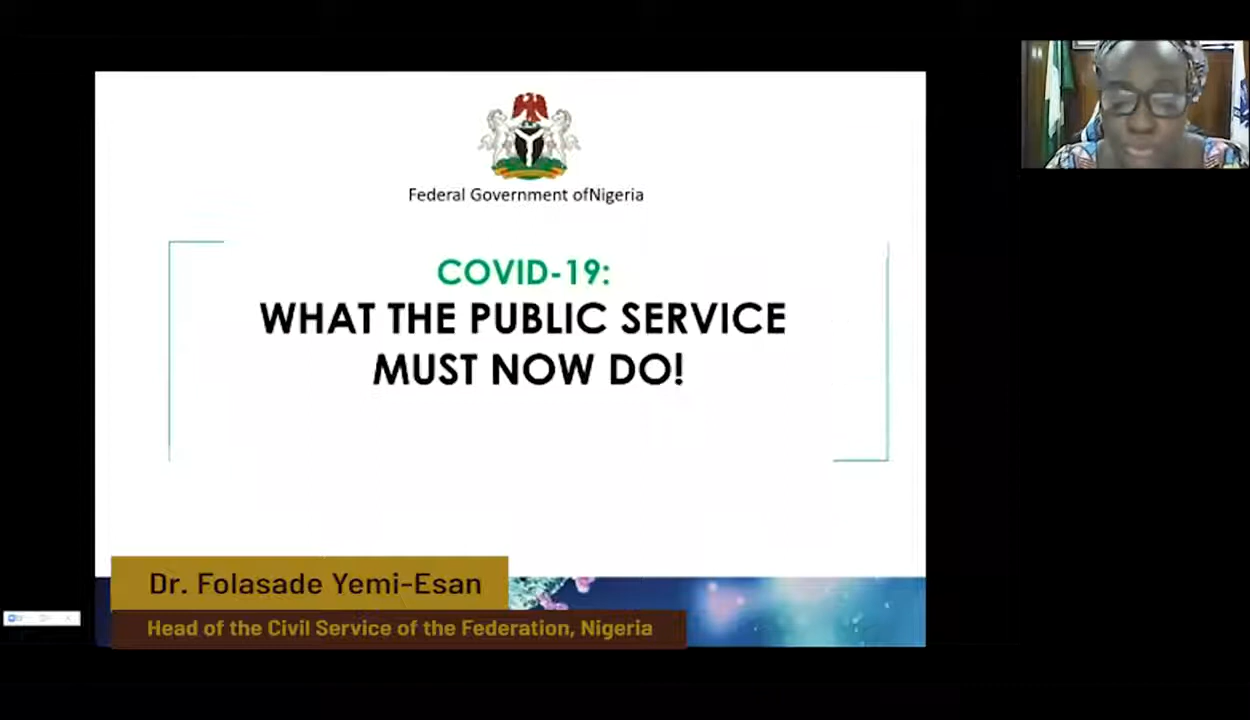 Federal Government ofNigeria
COVID-19:
WHAT THE PUBLIC SERVICE
MUST NOW DO!
Dr. Folasade Yemi-Esan
Head of the Civil Service of the Federation, Nigeria